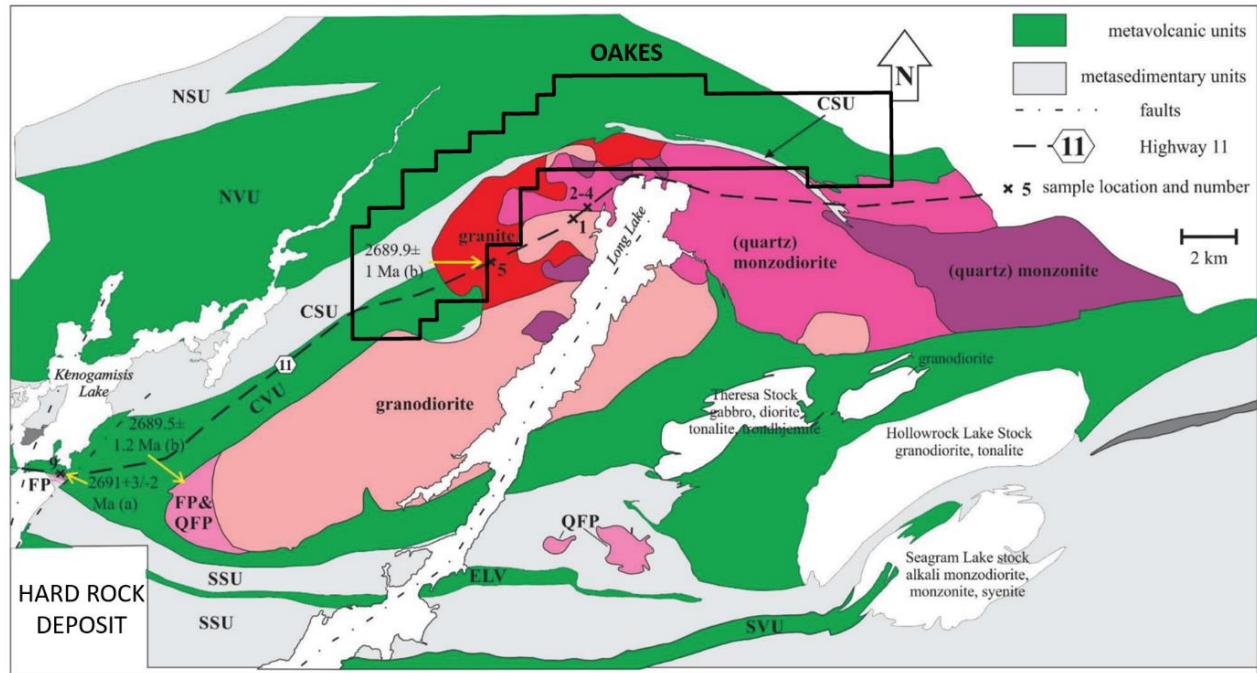 OAKES
N
NSU
CSU
NVU
2-4
1
granite
2689.9±
1 Ma (b)
5
Long Lake
(quartz)
monzodiorite
(quartz) monzonite
CSU
11
Kenogamisis
Lake
CVU
granodiorite
granodiorite
2689.5±
1.2 Ma (b)
9
FP
2691+3/-2
Ma (a)
FP&
QFP
Theresa Stock
gabbro, diorite,
tonalite, trondhjemite
Hollowrock Lake Stock
granodiorite, tonalite
QFP
Seagram Lake stock
alkali monzodiorite,
monzonite, syenite
SSU
ELV
SSU
SVU
HARD ROCK
DEPOSIT
metavolcanic units
metasedimentary units
faults
11 Highway 11
5 sample location and number
2 km